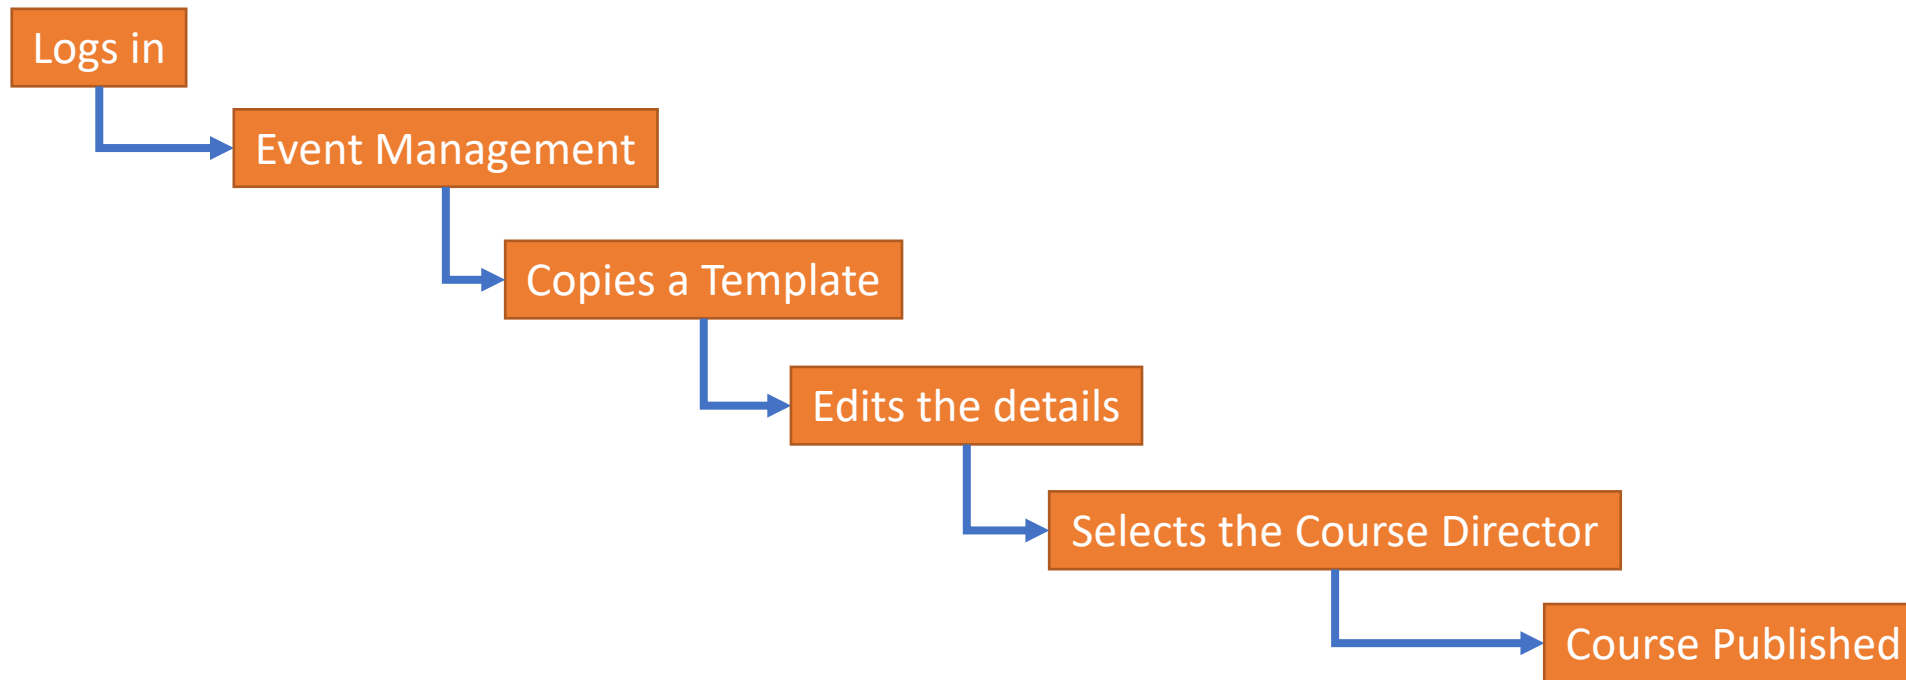 Logs in
Event Management
Copies a Template
Edits the details
Selects the Course Director
Course Published